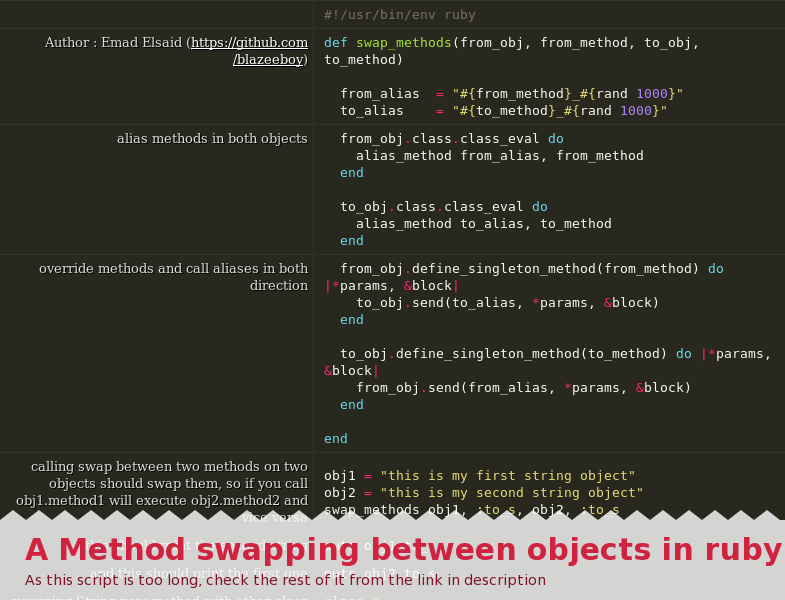 #!/usr/bin/env ruby
Author : Emad Elsaid (https://github.com
/blazeeboy)
def swap_methods(from_obj, from_method, to_obj,
to_method)
from_alias  = "#{from_method}_#{rand 1000}"
to_alias    = "#{to_method}_#{rand 1000}"
alias methods in both objects
from_obj.class.class_eval do
alias_method from_alias, from_method
end
to_obj.class.class_eval do
alias_method to_alias, to_method
end
override methods and call aliases in both
direction
from_obj.define_singleton_method(from_method) do
|*params, &block|
to_obj.send(to_alias, *params, &block)
end
to_obj.define_singleton_method(to_method) do |*params,
&block|
from_obj.send(from_alias, *params, &block)
end
end
calling swap between two methods on two
objects should swap them, so if you call
obj1.method1 will execute obj2.method2 and
vice versa
obj1 = "this is my first string object"
obj2 = "this is my second string object"
swap_methods obj1, :to_s, obj2, :to_s
A Method swapping between objects in ruby
and this should print the first one
puts obj2.to_s
As this script is too long, check the rest of it from the link in description